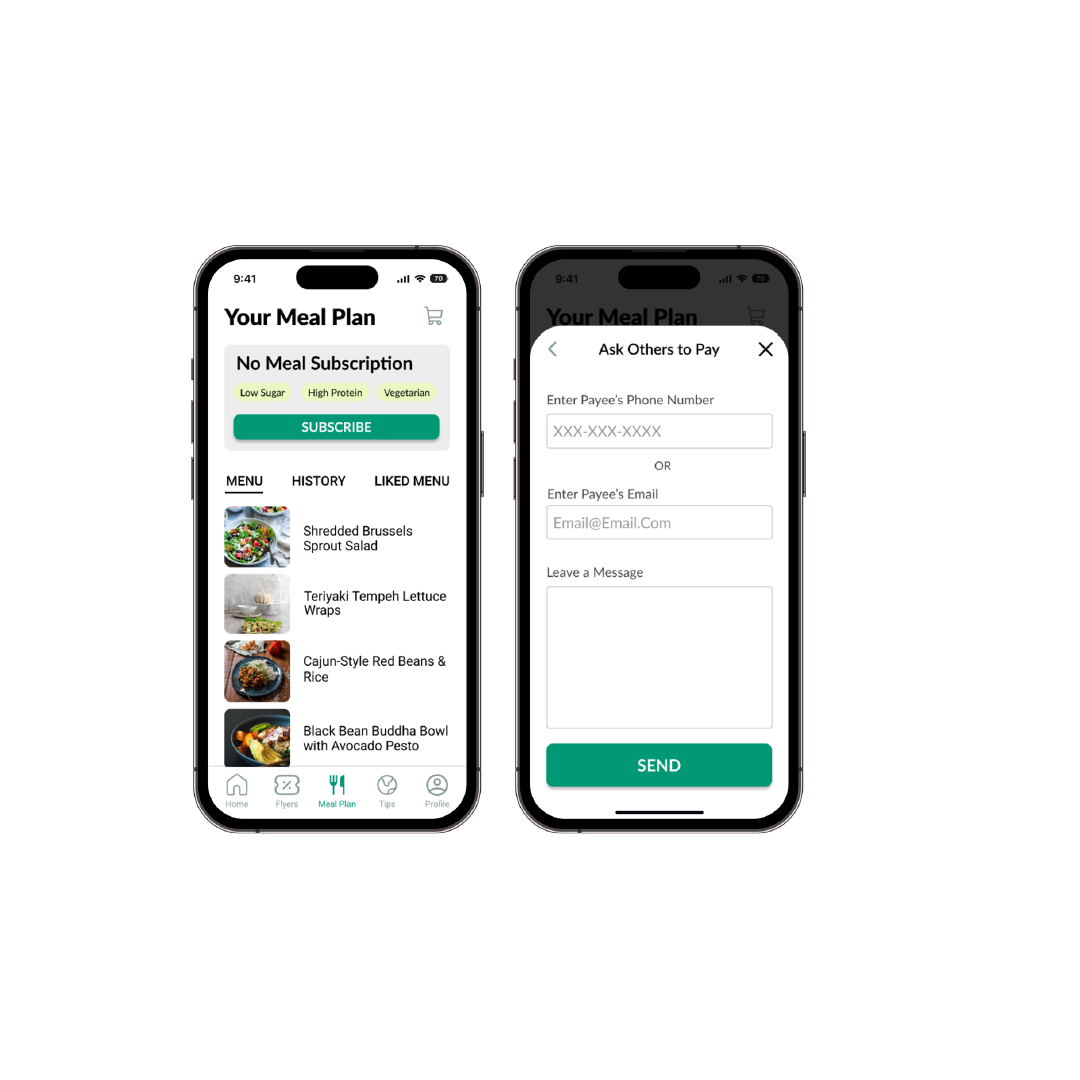 9:41
70
Your Meal Plan
No Meal Subscription
Low Sugar
High Protein
Vegetarian
SUBSCRIBE
MENU
HISTORY
LIKED MENU
Shredded Brussels
Sprout Salad
Teriyaki Tempeh Lettuce
Wraps
Cajun-Style Red Beans &
Rice
Black Bean Buddha Bowl
with Avocado Pesto
Home
Flyers
Meal Plan
Tips
Profile
9:41
70
Your Meal Plan
Ask Others to Pay
Enter Payee's Phone Number
XXX-XXX-XXXX
OR
Enter Payee's Email
Email@Email.Com
Leave a Message
SEND